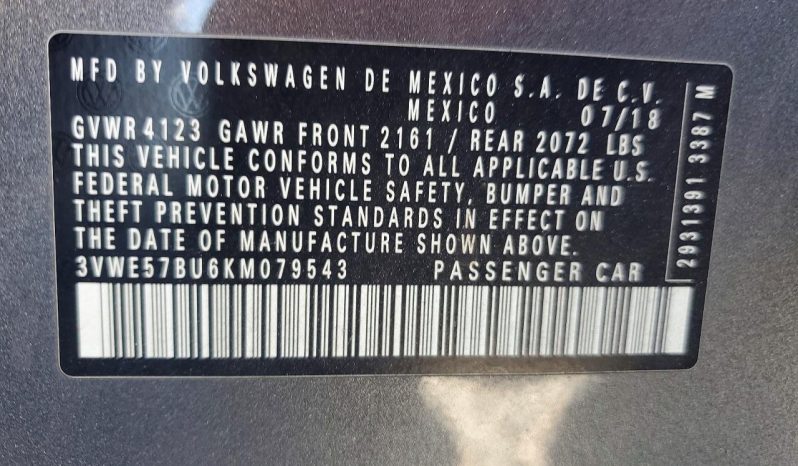 MFD BY VOLKSWAGEN DE MEXICO S.A. DE C.V.
MEXICO 07/18
GVWR 4123 GAWR FRONT 2161 / REAR 2072 LBS
THIS VEHICLE CONFORMS TO ALL APPLICABLE U.S.
FEDERAL MOTOR VEHICLE SAFETY, BUMPER AND
THEFT PREVENTION STANDARDS IN EFFECT ON
THE DATE OF MANUFACTURE SHOWN ABOVE.
3VWE57BU6KM079543 PASSENGER CAR
2931391 3387 M